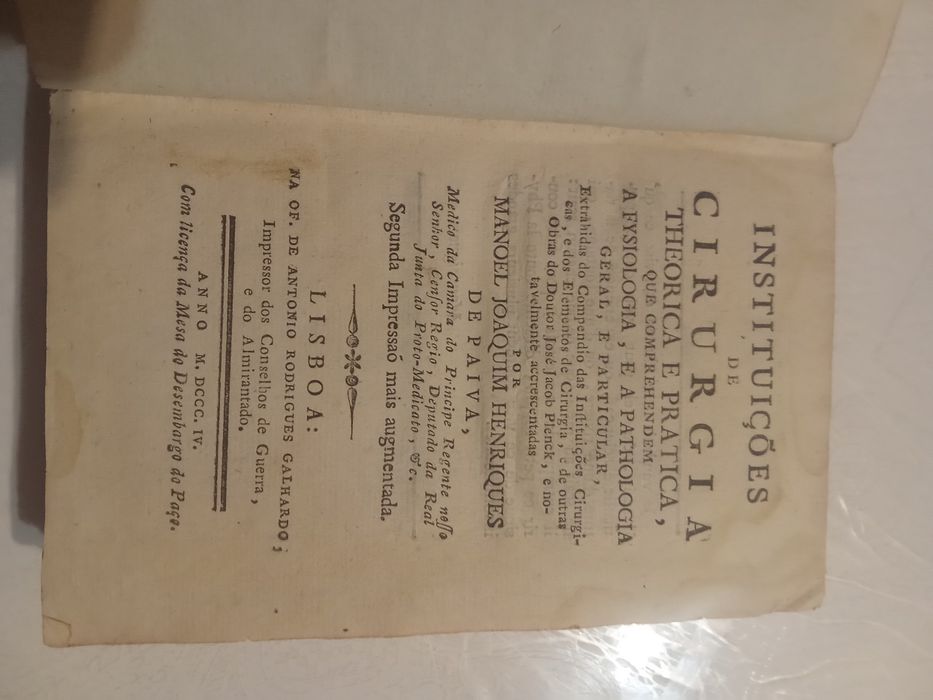 INSTITUIÇÕES
DE
CIRURGIA
THEORICA E PRATICA,
QUE COMPREHENDEM
A FYSIOLOGIA, E A PATHOLOGIA
GERAL, E PARTICULAR,
Extrahidas do Compendio das Inſtituições Cirurgi-
cas, e dos Elementos de Cirurgia, e de outras
Obras do Doutor José Jacob Plenck, e no-
tavelmente accrescentadas
POR
MANOEL JOAQUIM HENRIQUES
DE PAIVA,
Medico da Camara do Principe Regente noſſo
Senhor, Cenſor Regio, Deputado da Real
Junta do Proto-Medicato, &c.
Segunda Impressaõ mais augmentada.
LISBOA:
NA OF. DE ANTONIO RODRIGUES GALHARDO,
Impressor dos Conselhos de Guerra,
e do Almirantado.
ANNO M. DCCC. IV.
Com licença da Mesa do Desembargo do Paço.